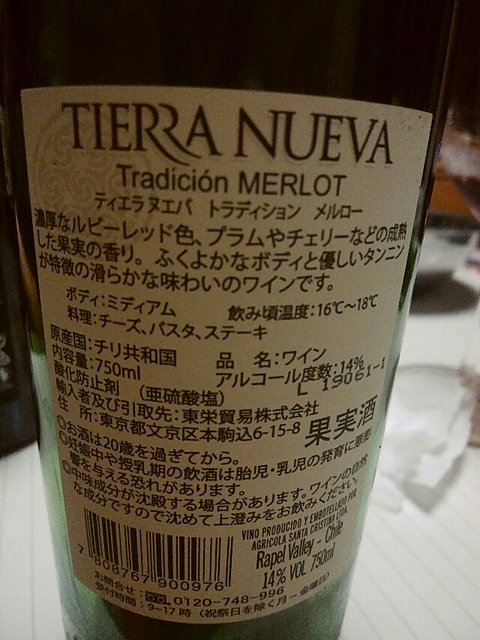 TIERRA NUEVA
Tradición MERLOT
ティエラヌエバ トラディション メルロー
濃厚なルビーレッド色、プラムやチェリーなどの成熟
した果実の香り。ふくよかなボディと優しいタンニン
が特徴の滑らかな味わいのワインです。
ボディ:ミディアム 飲み頃温度:16℃～18℃
料理:チーズ、パスタ、ステーキ
原産国:チリ共和国 品 名:ワイン
内容量:750ml アルコール度数:14%
L 19061-1
酸化防止剤 (亜硫酸塩)
輸入者及び引取先:東栄貿易株式会社
住 所:東京都文京区本駒込6-15-8 果実酒
◎お酒は20歳を過ぎてから。
◎妊娠中や授乳期の飲酒は胎児・乳児の発育に悪影
響を与える恐れがあります。
◎中味成分が沈殿する場合があります。ワインの自然
な成分ですので沈めて上澄みをお飲みください。
VINO PRODUCIDO Y EMBOTELLADO POR
AGRICOLA SANTA CRISTINA LTDA.
Rapel Valley - Chile
14% VOL 750ml
7 808767 900976
お問合せ: 0120-748-996
受付時間:9-17時 (祝祭日を除く月－金曜日)